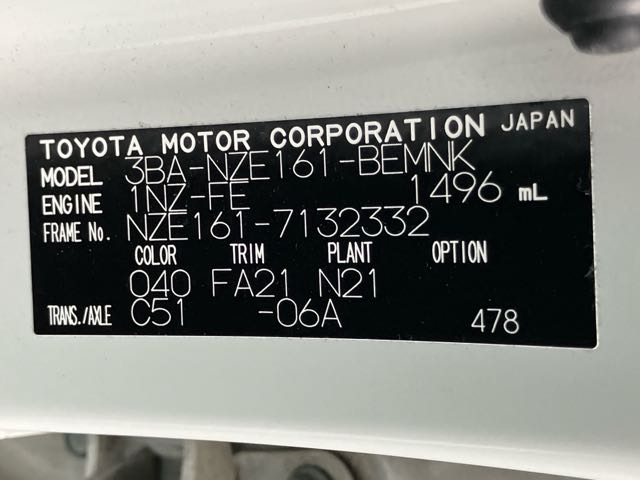 TOYOTA MOTOR CORPORATION JAPAN
MODEL 3BA-NZE161-BEMNK
ENGINE 1NZ-FE 1496 mL
FRAME No. NZE161-7132332
COLOR TRIM PLANT OPTION
040 FA21 N21
TRANS./AXLE C51 -06A 478